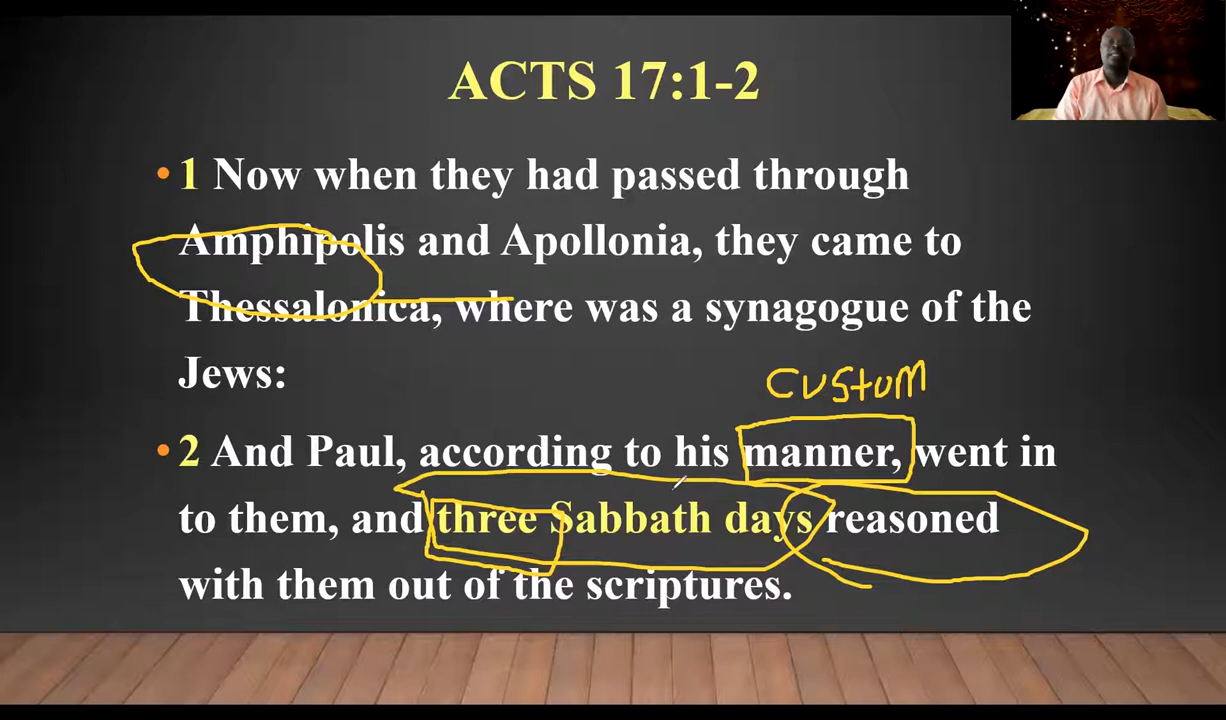 ACTS 17:1-2
• 1 Now when they had passed through
Amphipolis and Apollonia, they came to
Thessalonica, where was a synagogue of the
Jews:
CUSTOM
• 2 And Paul, according to his manner, went in
to them, and three Sabbath days reasoned
with them out of the scriptures.